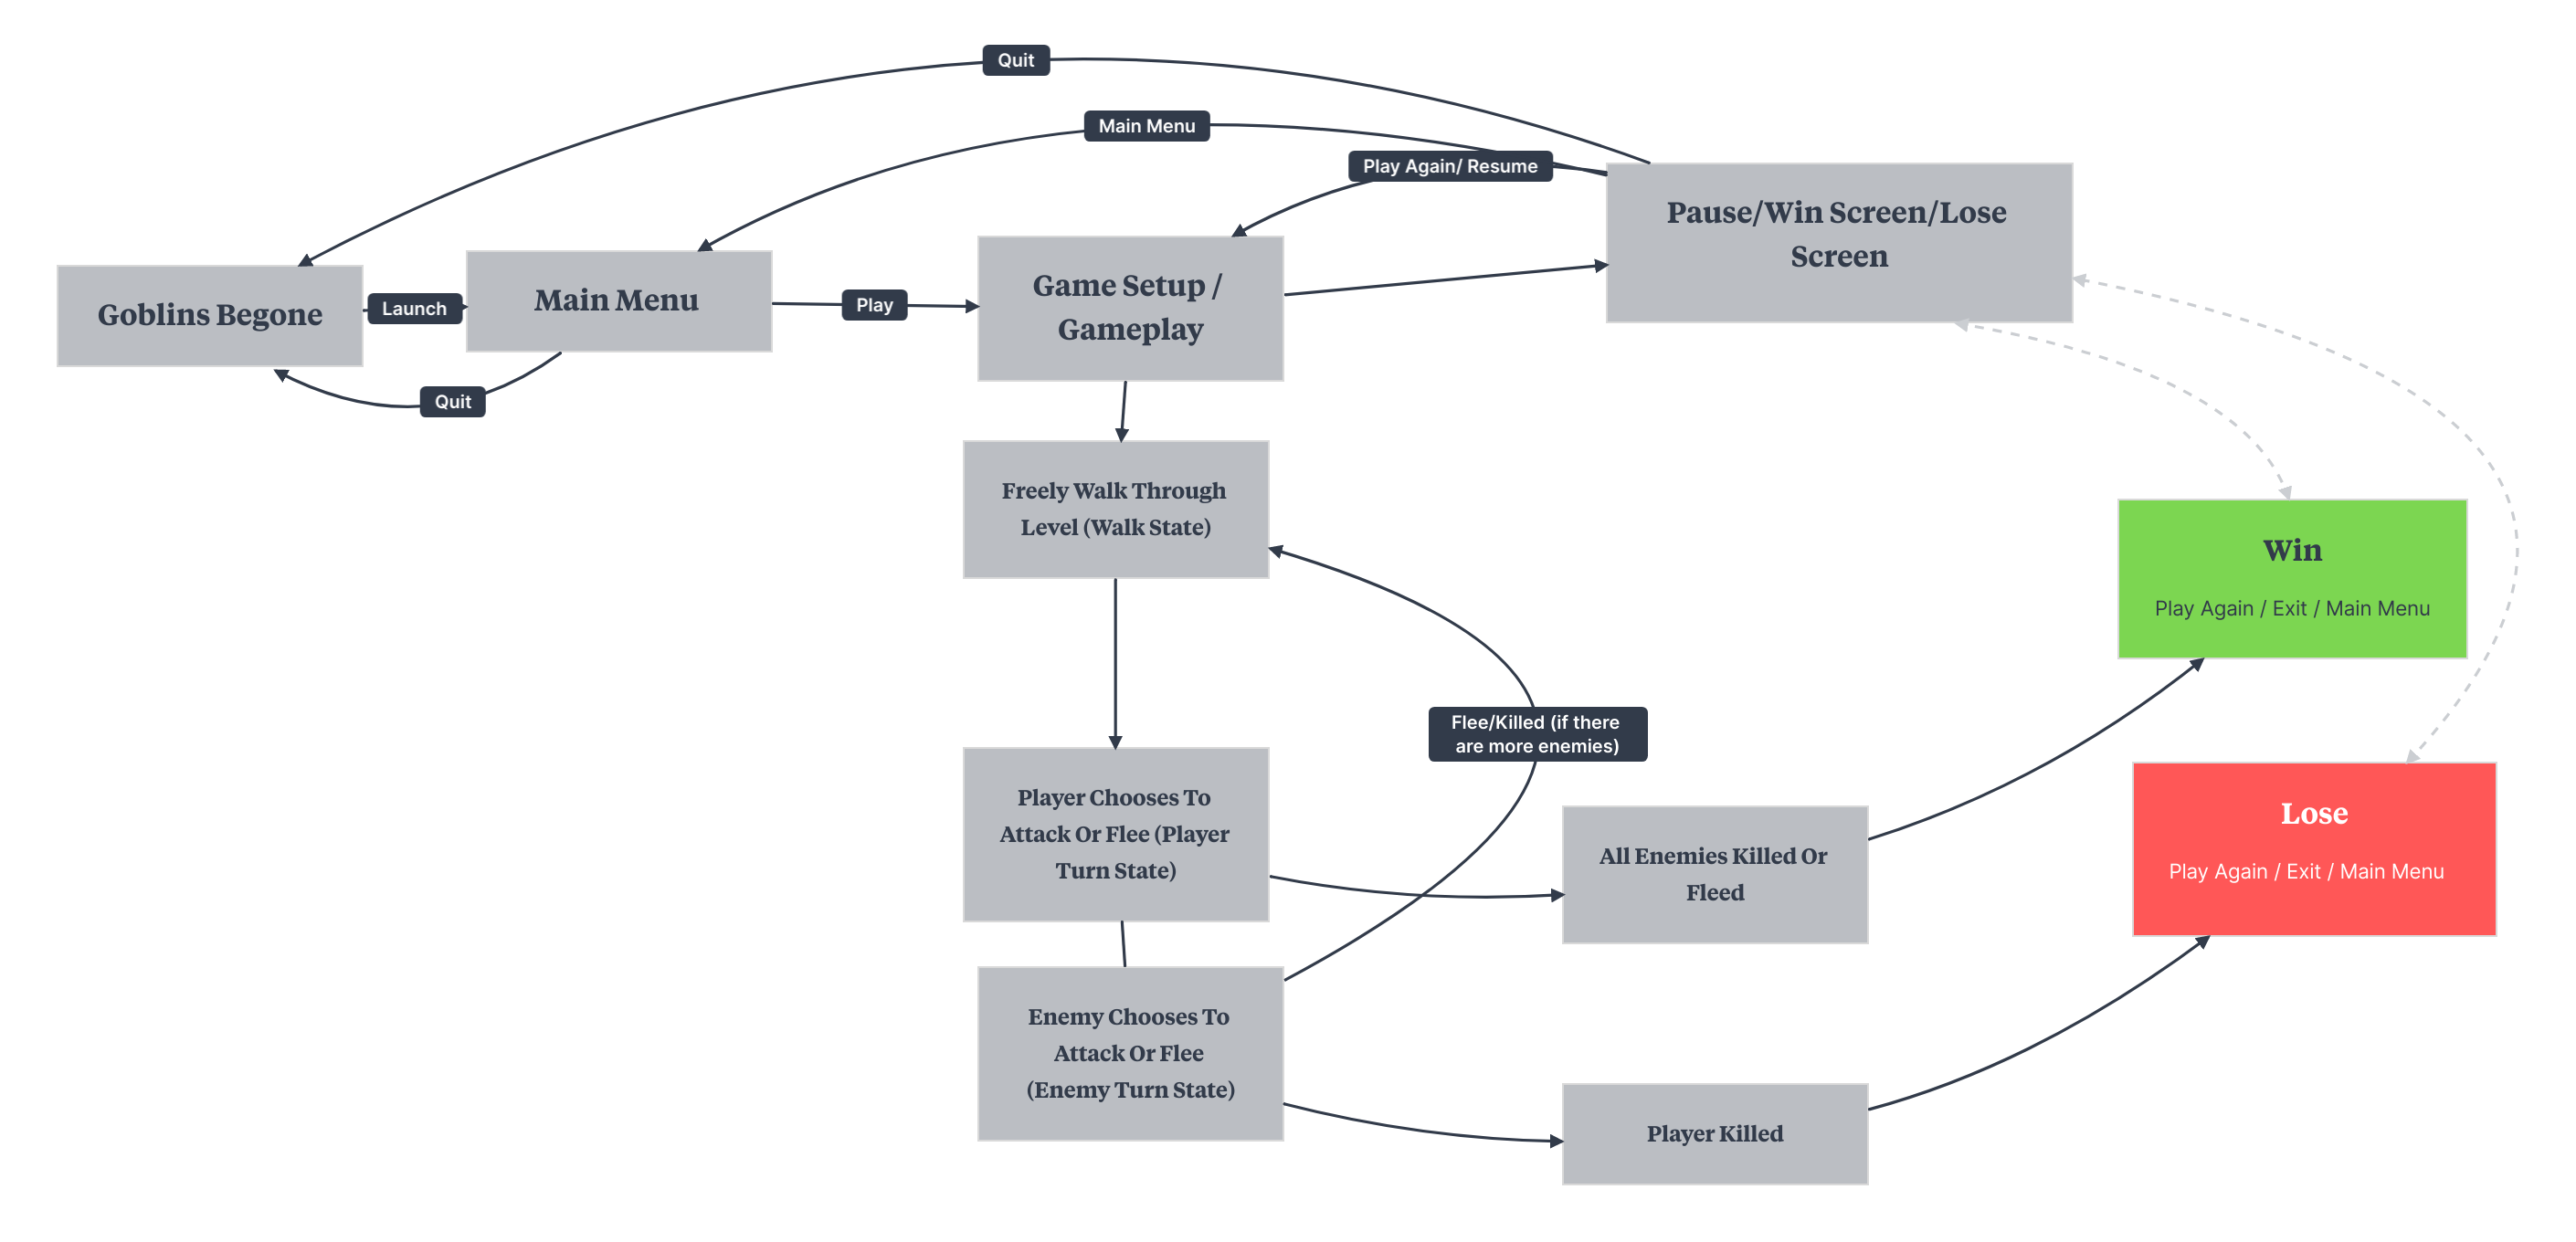 Quit
Main Menu
Play Again/ Resume
Pause/Win Screen/Lose
Screen
Goblins Begone
Launch
Main Menu
Play
Game Setup /
Gameplay
Quit
Freely Walk Through
Level (Walk State)
Win
Play Again / Exit / Main Menu
Flee/Killed (if there
are more enemies)
Player Chooses To
Attack Or Flee (Player
Turn State)
All Enemies Killed Or
Fleed
Lose
Play Again / Exit / Main Menu
Enemy Chooses To
Attack Or Flee
(Enemy Turn State)
Player Killed